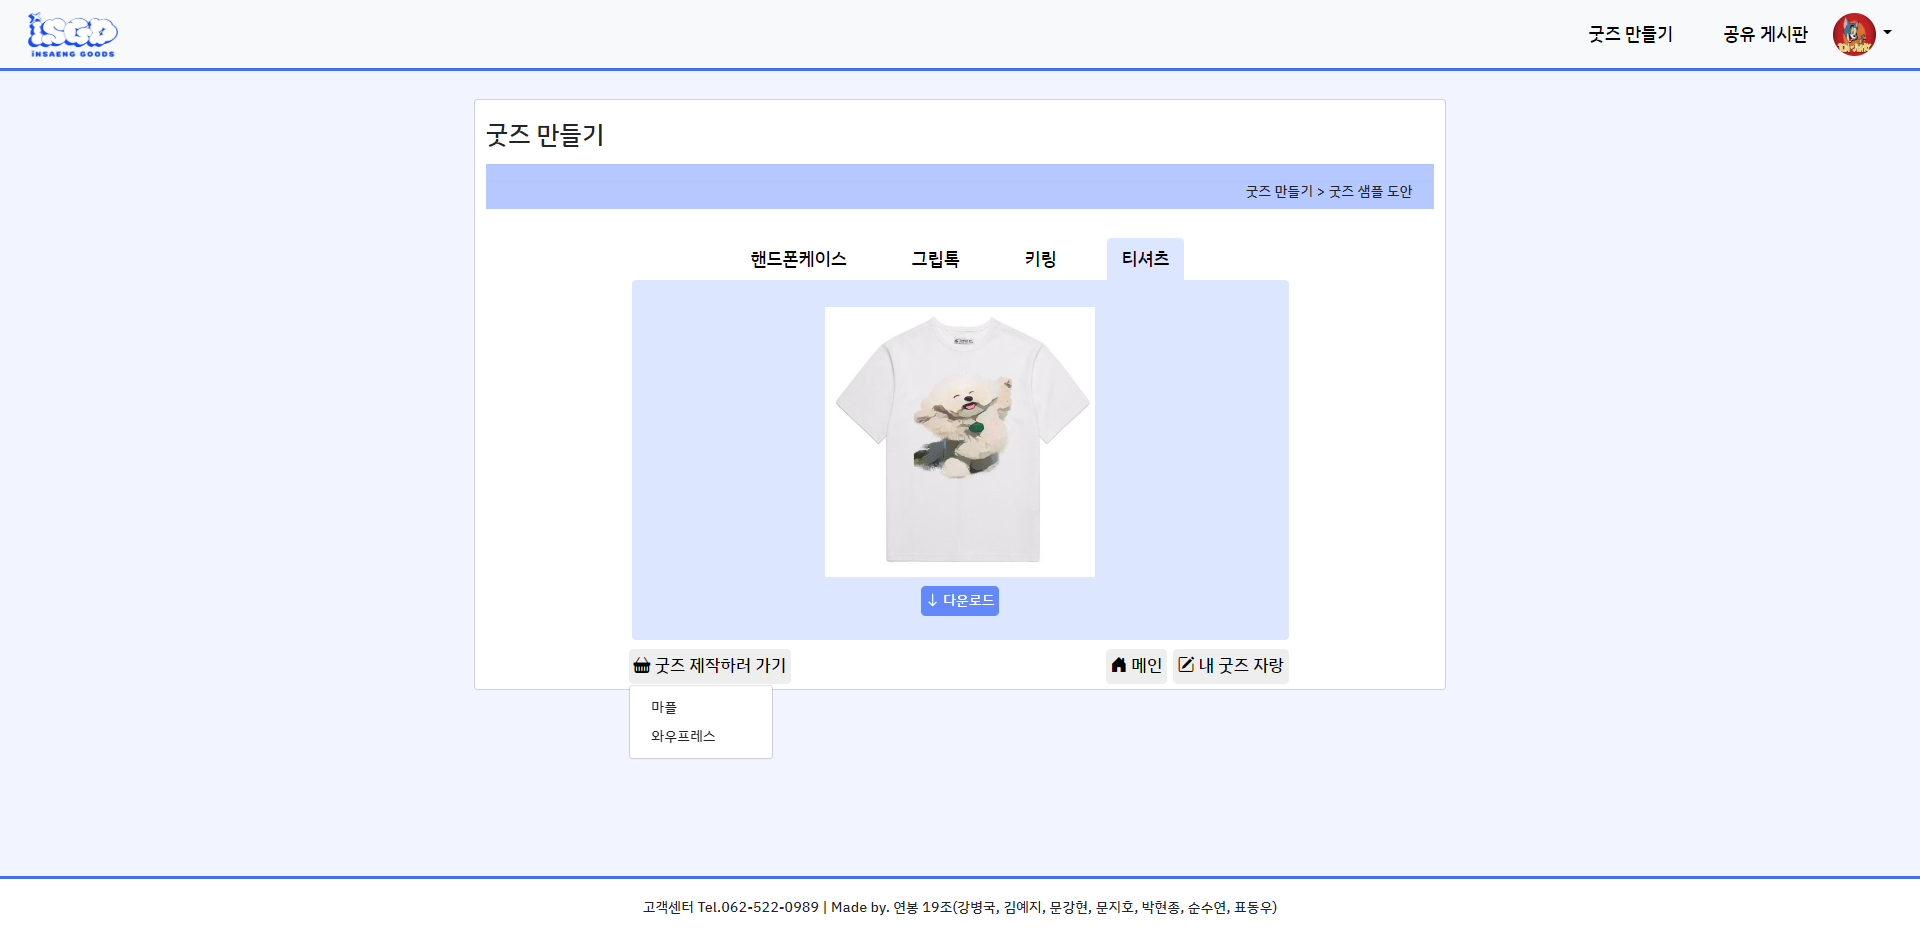 iSGD
iNSAENG GOODS
굿즈 만들기
공유 게시판
굿즈 만들기
굿즈 만들기 > 굿즈 샘플 도안
핸드폰케이스
그립톡
키링
티셔츠
↓ 다운로드
굿즈 제작하러 가기
메인
내 굿즈 자랑
마플
와우프레스
고객센터 Tel.062-522-0989 | Made by. 연봉 19조(강병국, 김예지, 문강현, 문지호, 박현종, 순수연, 표동우)